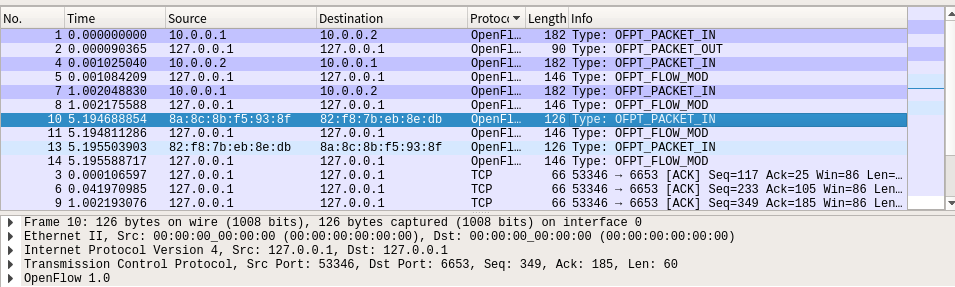 No. Time Source Destination Protoc Length Info
1 0.000000000 10.0.0.1 10.0.0.2 OpenFl… 182 Type: OFPT_PACKET_IN
2 0.000090365 127.0.0.1 127.0.0.1 OpenFl… 90 Type: OFPT_PACKET_OUT
4 0.001025040 10.0.0.2 10.0.0.1 OpenFl… 182 Type: OFPT_PACKET_IN
5 0.001084209 127.0.0.1 127.0.0.1 OpenFl… 146 Type: OFPT_FLOW_MOD
7 1.002048830 10.0.0.1 10.0.0.2 OpenFl… 182 Type: OFPT_PACKET_IN
8 1.002175588 127.0.0.1 127.0.0.1 OpenFl… 146 Type: OFPT_FLOW_MOD
10 5.194688854 8a:8c:8b:f5:93:8f 82:f8:7b:eb:8e:db OpenFl… 126 Type: OFPT_PACKET_IN
11 5.194811286 127.0.0.1 127.0.0.1 OpenFl… 146 Type: OFPT_FLOW_MOD
13 5.195503903 82:f8:7b:eb:8e:db 8a:8c:8b:f5:93:8f OpenFl… 126 Type: OFPT_PACKET_IN
14 5.195588717 127.0.0.1 127.0.0.1 OpenFl… 146 Type: OFPT_FLOW_MOD
3 0.000106597 127.0.0.1 127.0.0.1 TCP 66 53346 → 6653 [ACK] Seq=117 Ack=25 Win=86 Len=…
6 0.041970985 127.0.0.1 127.0.0.1 TCP 66 53346 → 6653 [ACK] Seq=233 Ack=105 Win=86 Len…
9 1.002193076 127.0.0.1 127.0.0.1 TCP 66 53346 → 6653 [ACK] Seq=349 Ack=185 Win=86 Len…
Frame 10: 126 bytes on wire (1008 bits), 126 bytes captured (1008 bits) on interface 0
Ethernet II, Src: 00:00:00_00:00:00 (00:00:00:00:00:00), Dst: 00:00:00_00:00:00 (00:00:00:00:00:00)
Internet Protocol Version 4, Src: 127.0.0.1, Dst: 127.0.0.1
Transmission Control Protocol, Src Port: 53346, Dst Port: 6653, Seq: 349, Ack: 185, Len: 60
OpenFlow 1.0